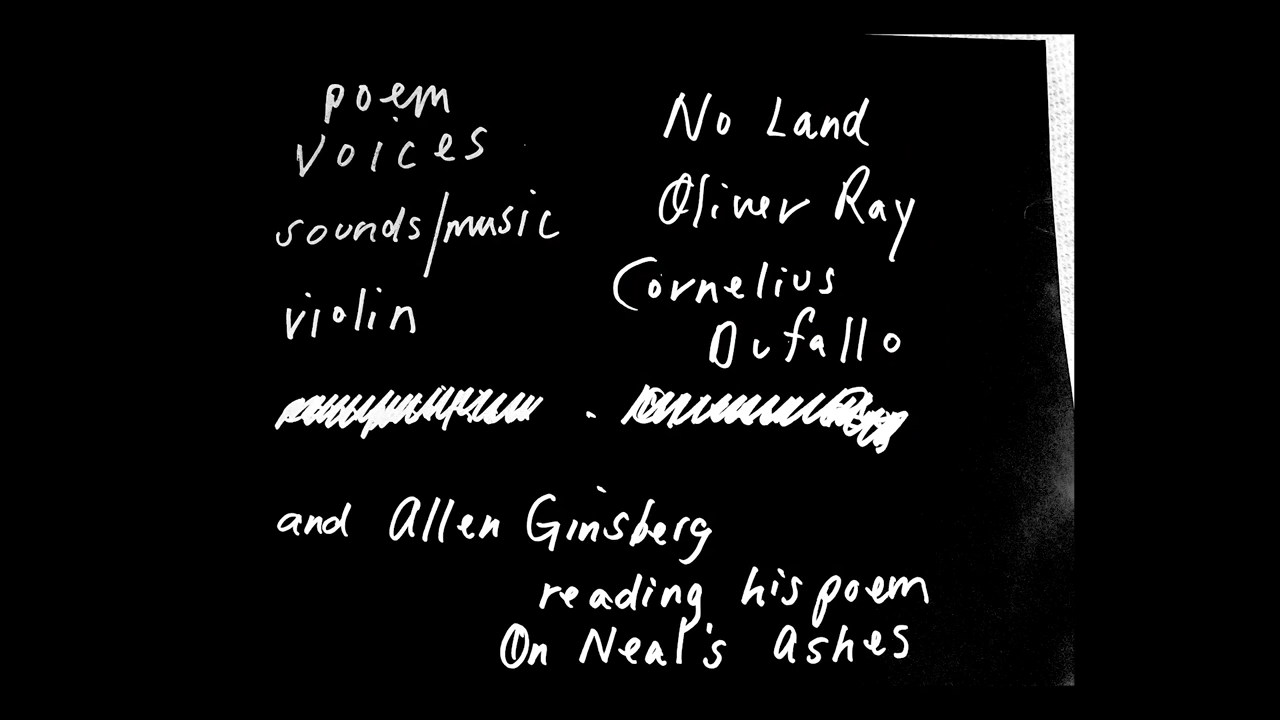 poem
voices
No Land
sounds/music
Oliver Ray
violin
Cornelius
Dufallo
and Allen Ginsberg
reading his poem
On Neal's Ashes